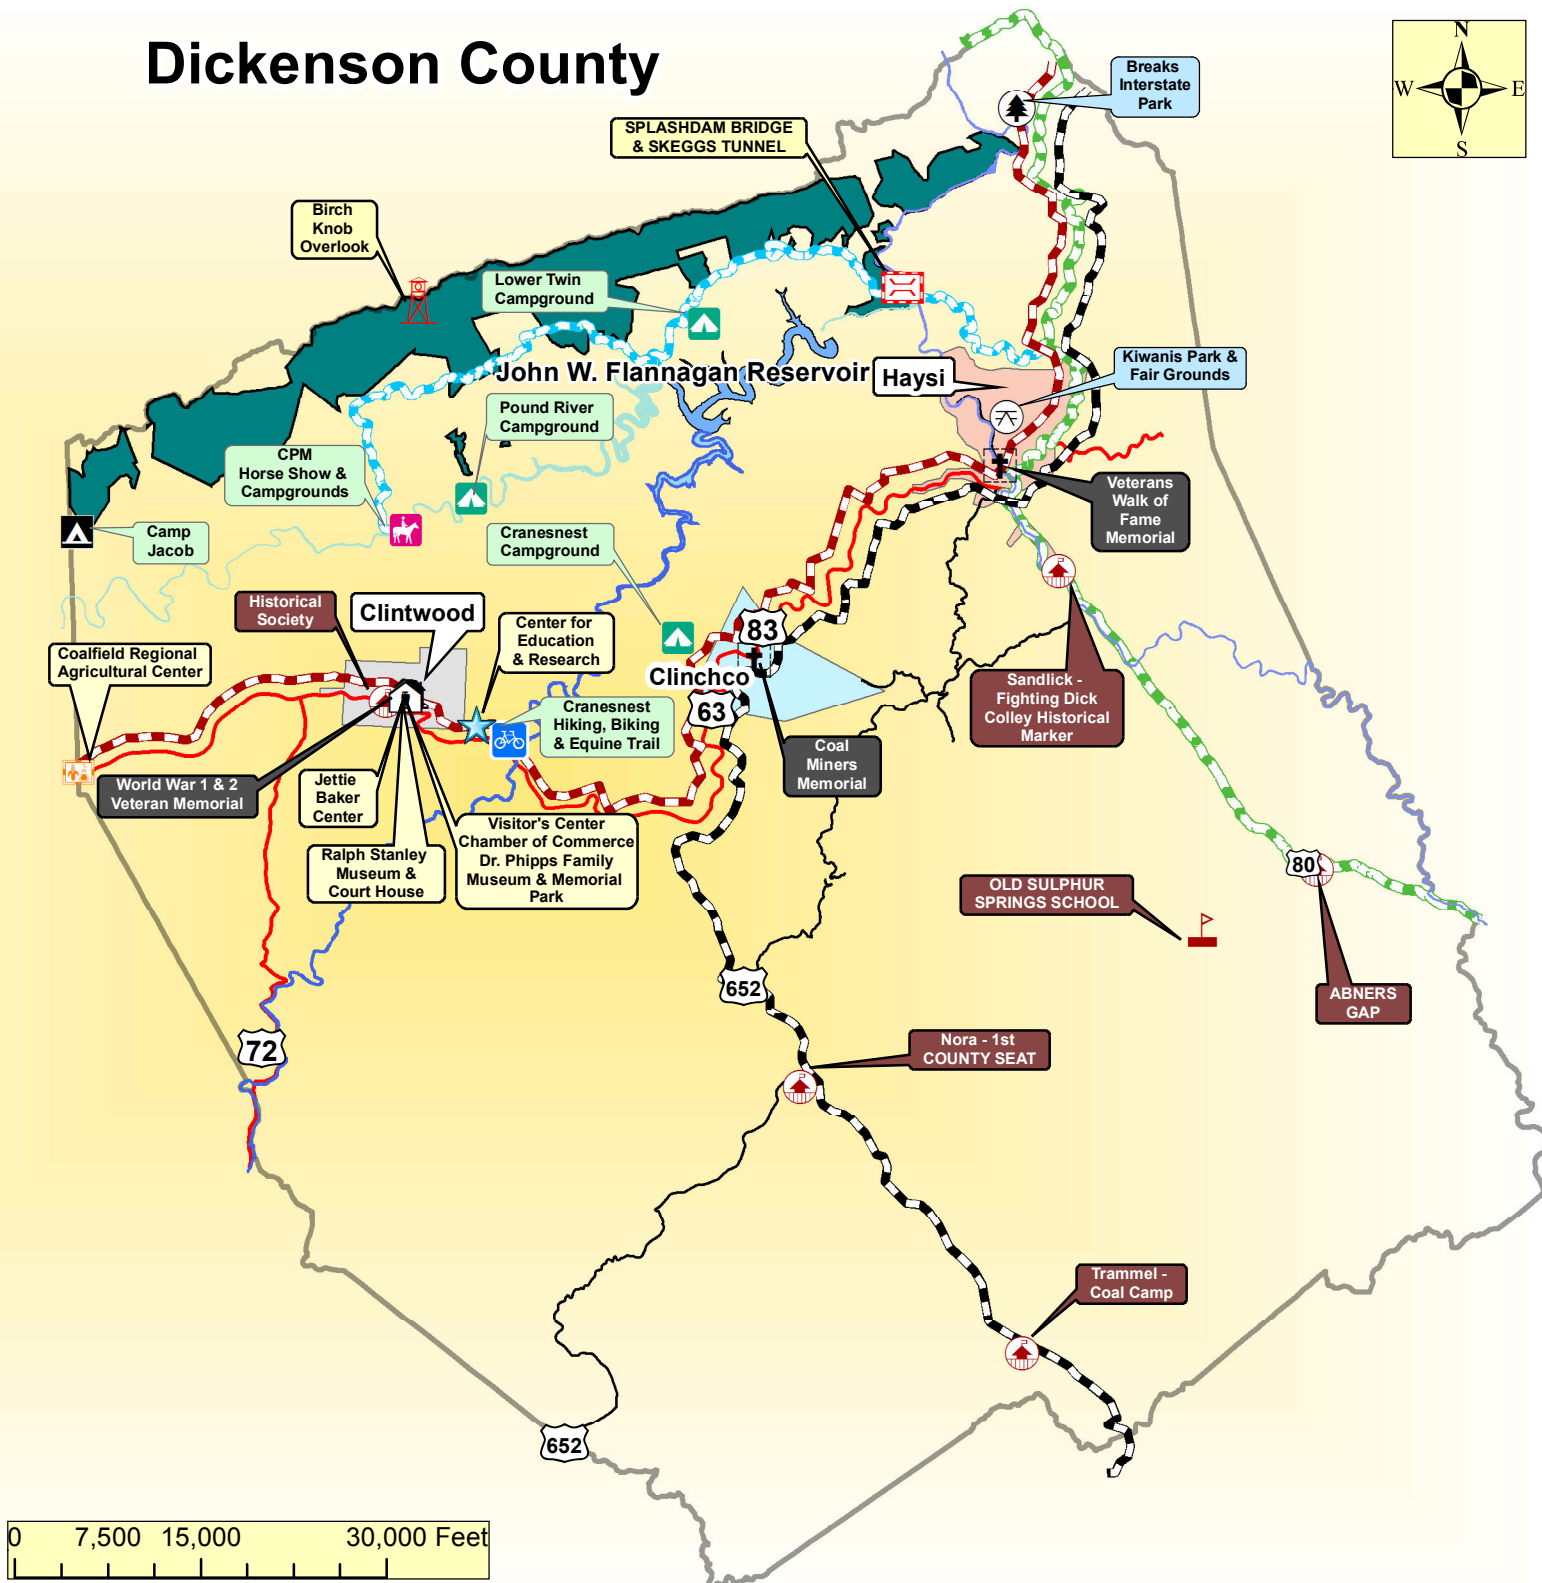 Dickenson County
N
W
E
S
Breaks
Interstate
Park
SPLASHDAM BRIDGE
& SKEGGS TUNNEL
Birch
Knob
Overlook
Lower Twin
Campground
John W. Flannagan Reservoir
Haysi
Kiwanis Park &
Fair Grounds
Pound River
Campground
CPM
Horse Show &
Campgrounds
Camp
Jacob
Cranesnest
Campground
Veterans
Walk of
Fame
Memorial
Historical
Society
Clintwood
Center for
Education
& Research
83
Coalfield Regional
Agricultural Center
Clinchco
63
Sandlick -
Fighting Dick
Colley Historical
Marker
Cranesnest
Hiking, Biking
& Equine Trail
Coal
Miners
Memorial
World War 1 & 2
Veteran Memorial
Jettie
Baker
Center
Visitor's Center
Chamber of Commerce
Dr. Phipps Family
Museum & Memorial
Park
Ralph Stanley
Museum &
Court House
80
OLD SULPHUR
SPRINGS SCHOOL
ABNERS
GAP
652
72
Nora - 1st
COUNTY SEAT
Trammel -
Coal Camp
652
0 7,500 15,000 30,000 Feet